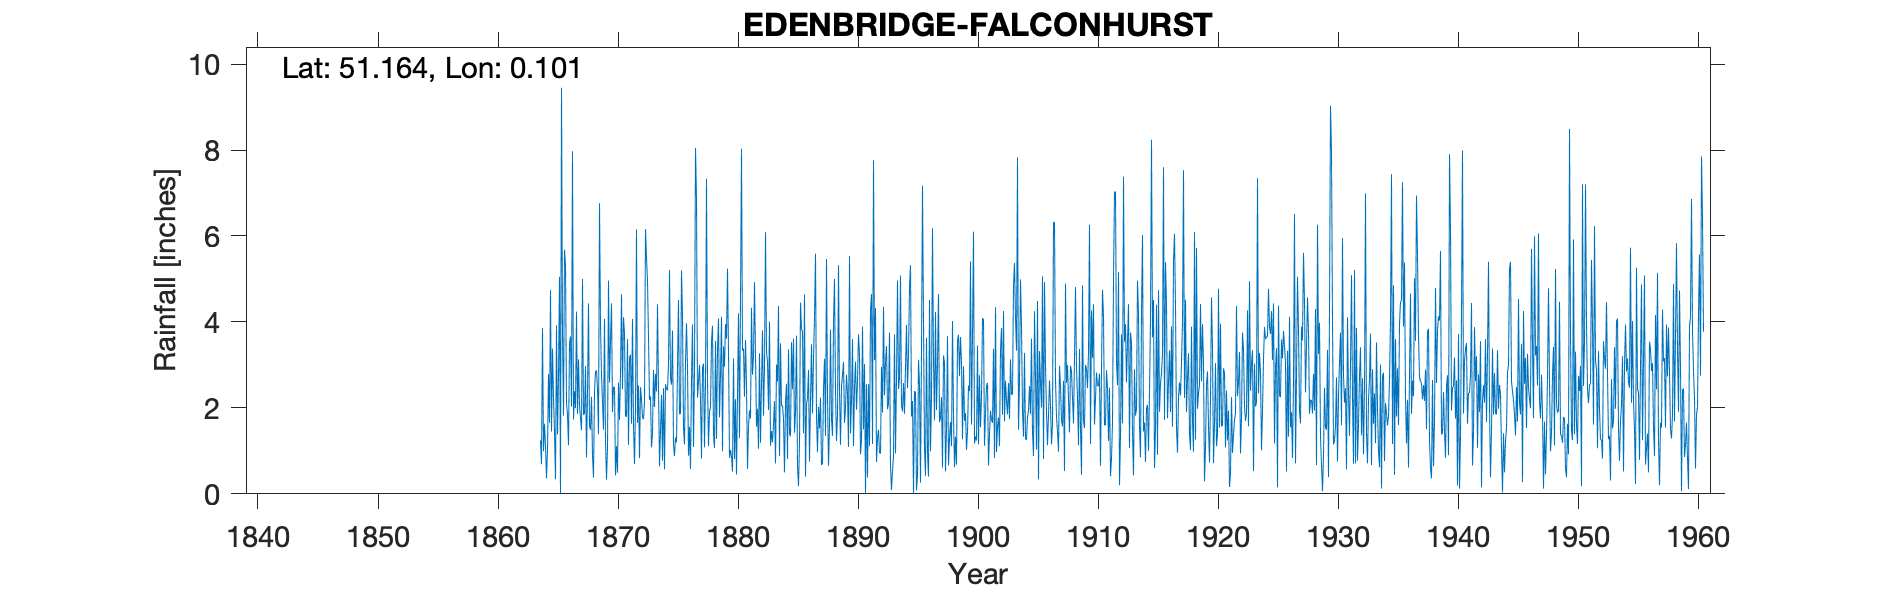 EDENBRIDGE-FALCONHURST
Lat: 51.164, Lon: 0.101
Rainfall [inches]
10
8
6
4
2
0
1840 1850 1860 1870 1880 1890 1900 1910 1920 1930 1940 1950 1960
Year